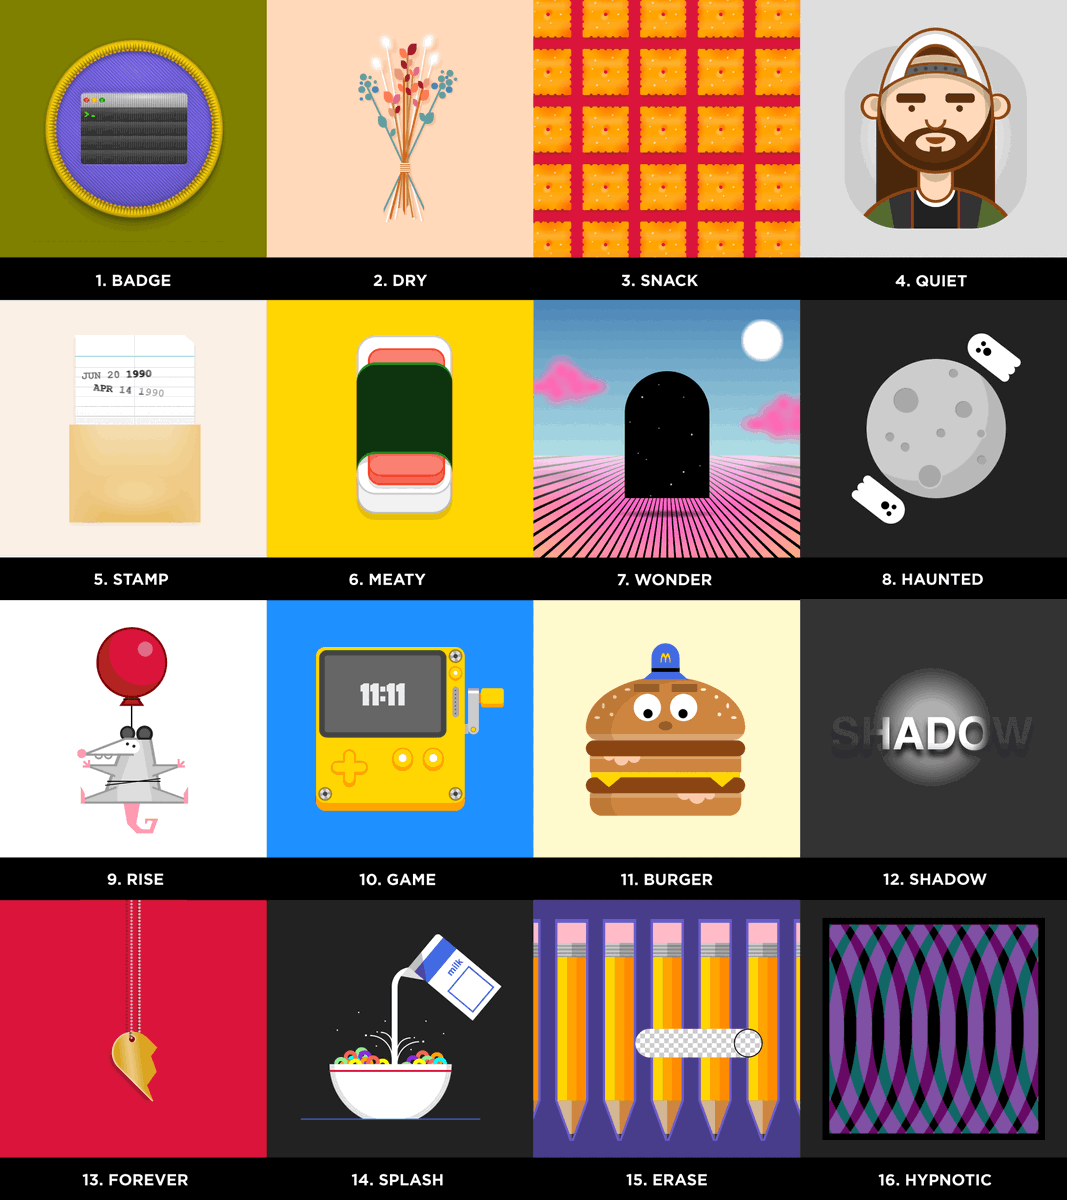 >-
1. BADGE
2. DRY
3. SNACK
4. QUIET
JUN 20 1990
APR 14 1990
5. STAMP
6. MEATY
7. WONDER
8. HAUNTED
11:11
M
SHADOW
9. RISE
10. GAME
11. BURGER
12. SHADOW
milk
13. FOREVER
14. SPLASH
15. ERASE
16. HYPNOTIC